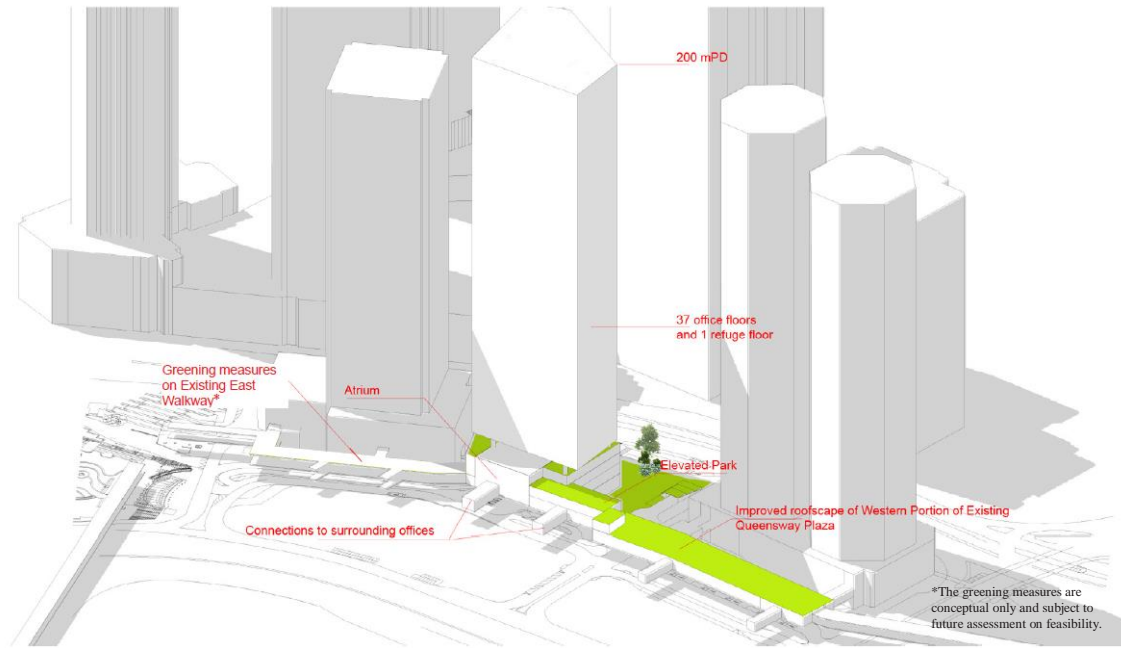 200 mPD
37 office floors
and 1 refuge floor
Greening measures
on Existing East
Walkway*
Atrium
Elevated Park
Improved roofscape of Western Portion of Existing
Queensway Plaza
Connections to surrounding offices
*The greening measures are
conceptual only and subject to
future assessment on feasibility.